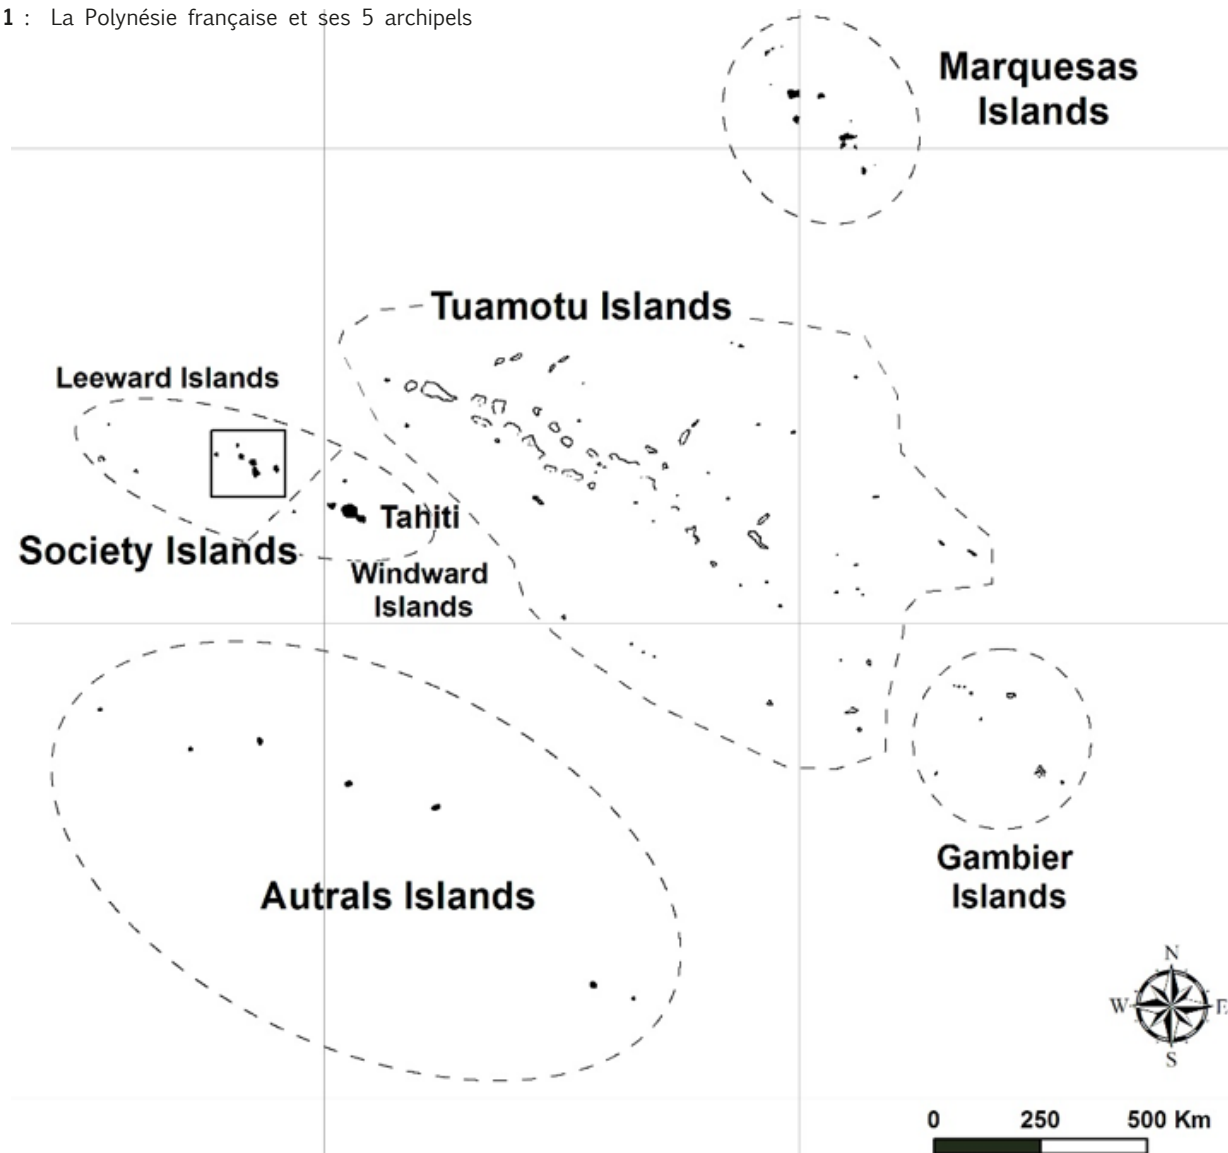 1 : La Polynésie française et ses 5 archipels
Marquesas
Islands
Tuamotu Islands
Leeward Islands
Tahiti
Society Islands
Windward
Islands
Gambier
Islands
Autrals Islands
N
W E
S
0 250 500 Km